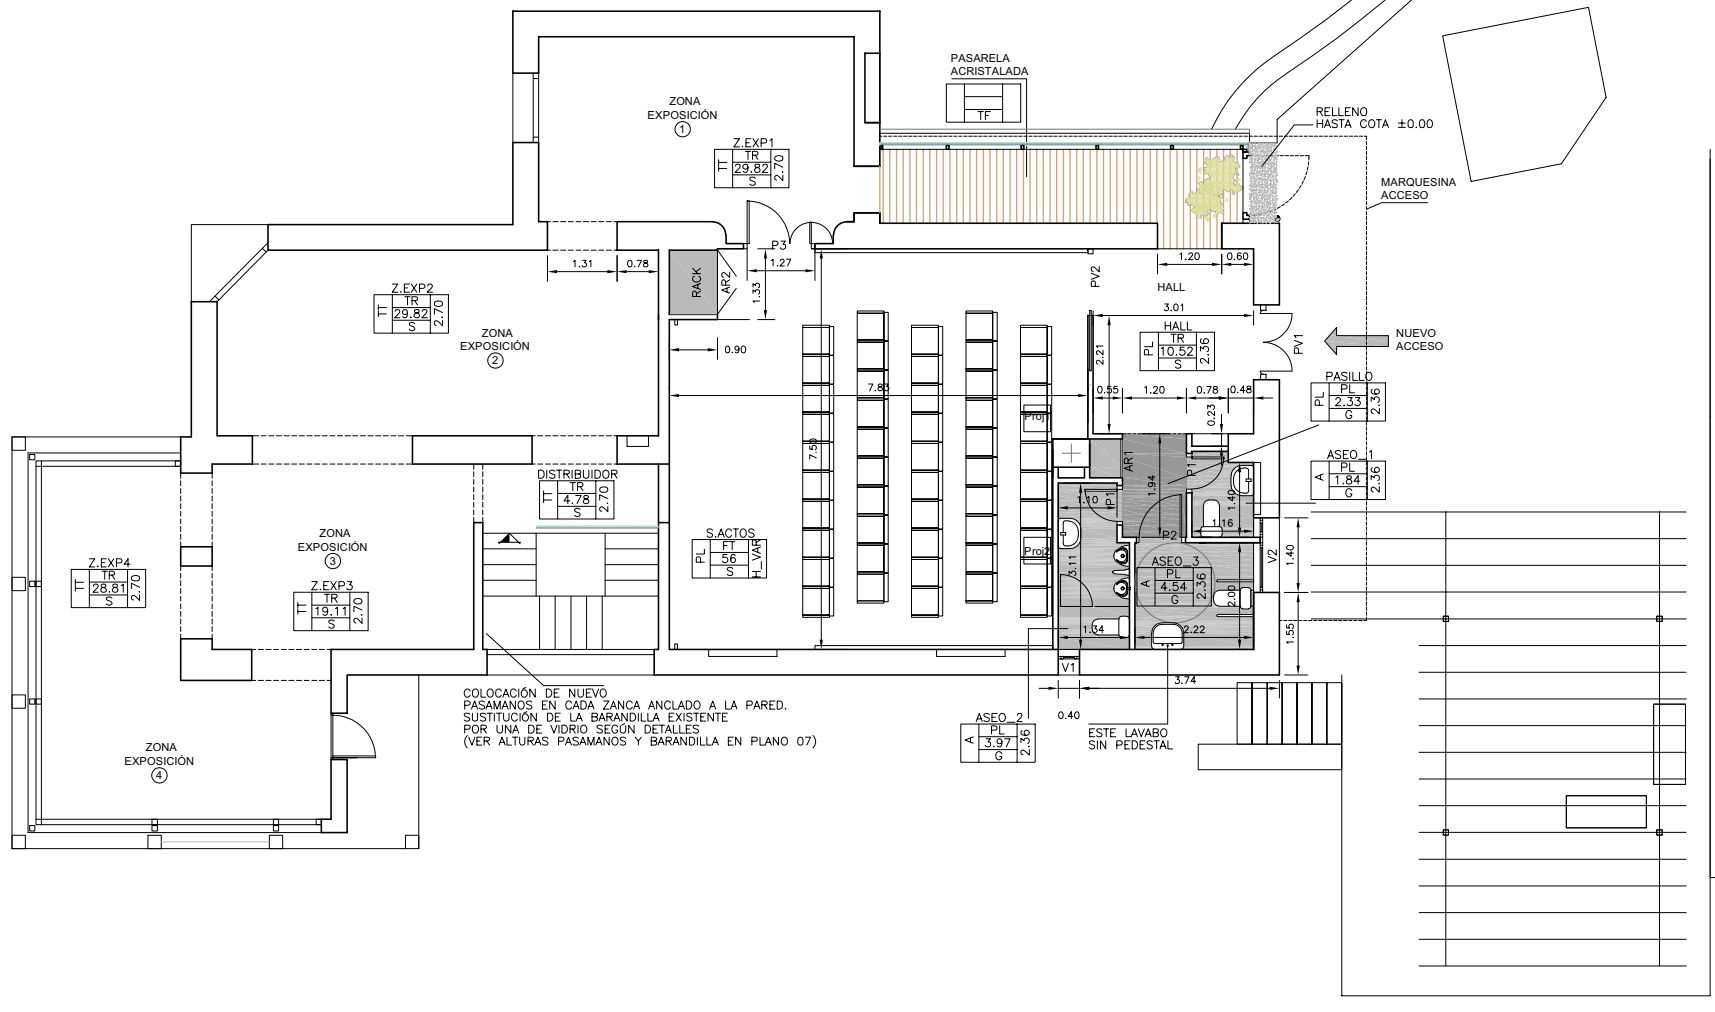 PASARELA
ACRISTALADA
TF
ZONA
EXPOSICIÓN
1
RELLENO
HASTA COTA ±0.00
Z.EXP1
TT
TR
29.82
S
2.70
MARQUESINA
ACCESO
P3
1.27
1.33
1.31
0.78
RACK
AR2
0.90
PV2
1.20
0.60
HALL
3.01
HALL
PL
TR
10.52
S
2.36
2.21
PV1
NUEVO
ACCESO
Z.EXP2
TT
TR
29.82
S
2.70
ZONA
EXPOSICIÓN
2
7.83
7.50
0.55
1.20
0.78
0.48
0.23
PASILLO
PL
PL
2.33
G
2.36
Proj1
AR1
1.94
P1
ASEO_1
A
PL
1.84
G
2.36
1.40
1.16
DISTRIBUIDOR
TT
TR
4.78
S
2.70
1.10
P1
P2
3.11
S.ACTOS
PL
FT
56
S
H_VAR
Proj2
ZONA
EXPOSICIÓN
3
Z.EXP3
TT
TR
19.11
S
2.70
Z.EXP4
TT
TR
28.81
S
2.70
ASEO_3
A
PL
4.54
G
2.36
2.00
V2
1.40
1.55
1.34
2.22
V1
3.74
0.40
COLOCACIÓN DE NUEVO
PASAMANOS EN CADA ZANCA ANCLADO A LA PARED.
SUSTITUCIÓN DE LA BARANDILLA EXISTENTE
POR UNA DE VIDRIO SEGÚN DETALLES
(VER ALTURAS PASAMANOS Y BARANDILLA EN PLANO 07)
ASEO_2
A
PL
3.97
G
2.36
ESTE LAVABO
SIN PEDESTAL
ZONA
EXPOSICIÓN
4